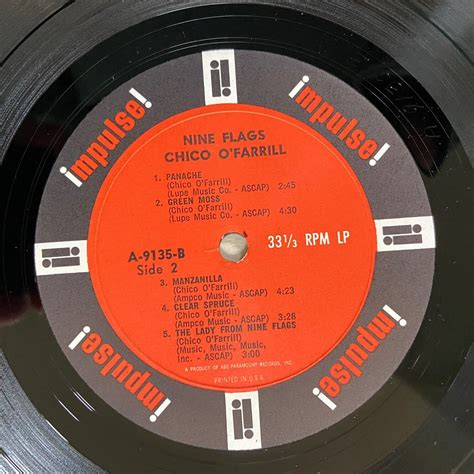 impulse!
impulse!
NINE FLAGS
CHICO O'FARRILL
1. PANACHE
(Chico O'Farrill)
(Lupe Music Co. - ASCAP) 2:45
2. GREEN MOSS
(Chico O'Farrill)
(Lupe Music Co. - ASCAP) 4:30
A-9135-B
Side 2
33⅓ RPM LP
3. MANZANILLA
(Chico O'Farrill)
(Ampco Music - ASCAP) 4:23
4. CLEAR SPRUCE
(Chico O'Farrill)
(Ampco Music - ASCAP) 3:28
5. THE LADY FROM NINE FLAGS
(Chico O'Farrill)
(Music, Music, Music,
Inc. - ASCAP) 3:00
A PRODUCT OF ABC PARAMOUNT RECORDS, INC.
PRINTED IN U.S.A.
impulse!
impulse!